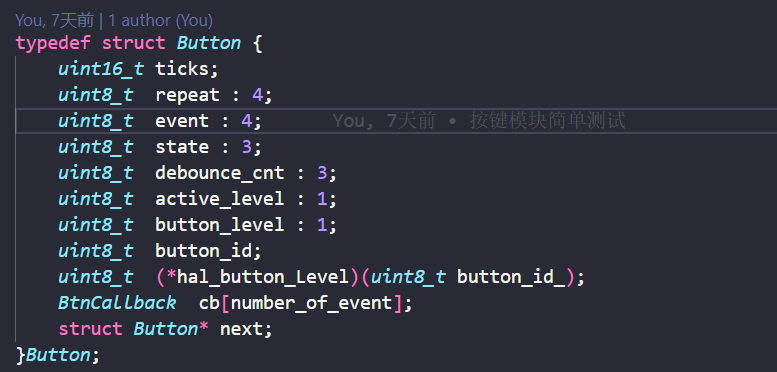 You, 7天前 | 1 author (You)
typedef struct Button {
    uint16_t ticks;
    uint8_t  repeat : 4;
    uint8_t  event : 4;    You, 7天前 • 按键模块简单测试
    uint8_t  state : 3;
    uint8_t  debounce_cnt : 3;
    uint8_t  active_level : 1;
    uint8_t  button_level : 1;
    uint8_t  button_id;
    uint8_t  (*hal_button_Level)(uint8_t button_id_);
    BtnCallback  cb[number_of_event];
    struct Button* next;
}Button;